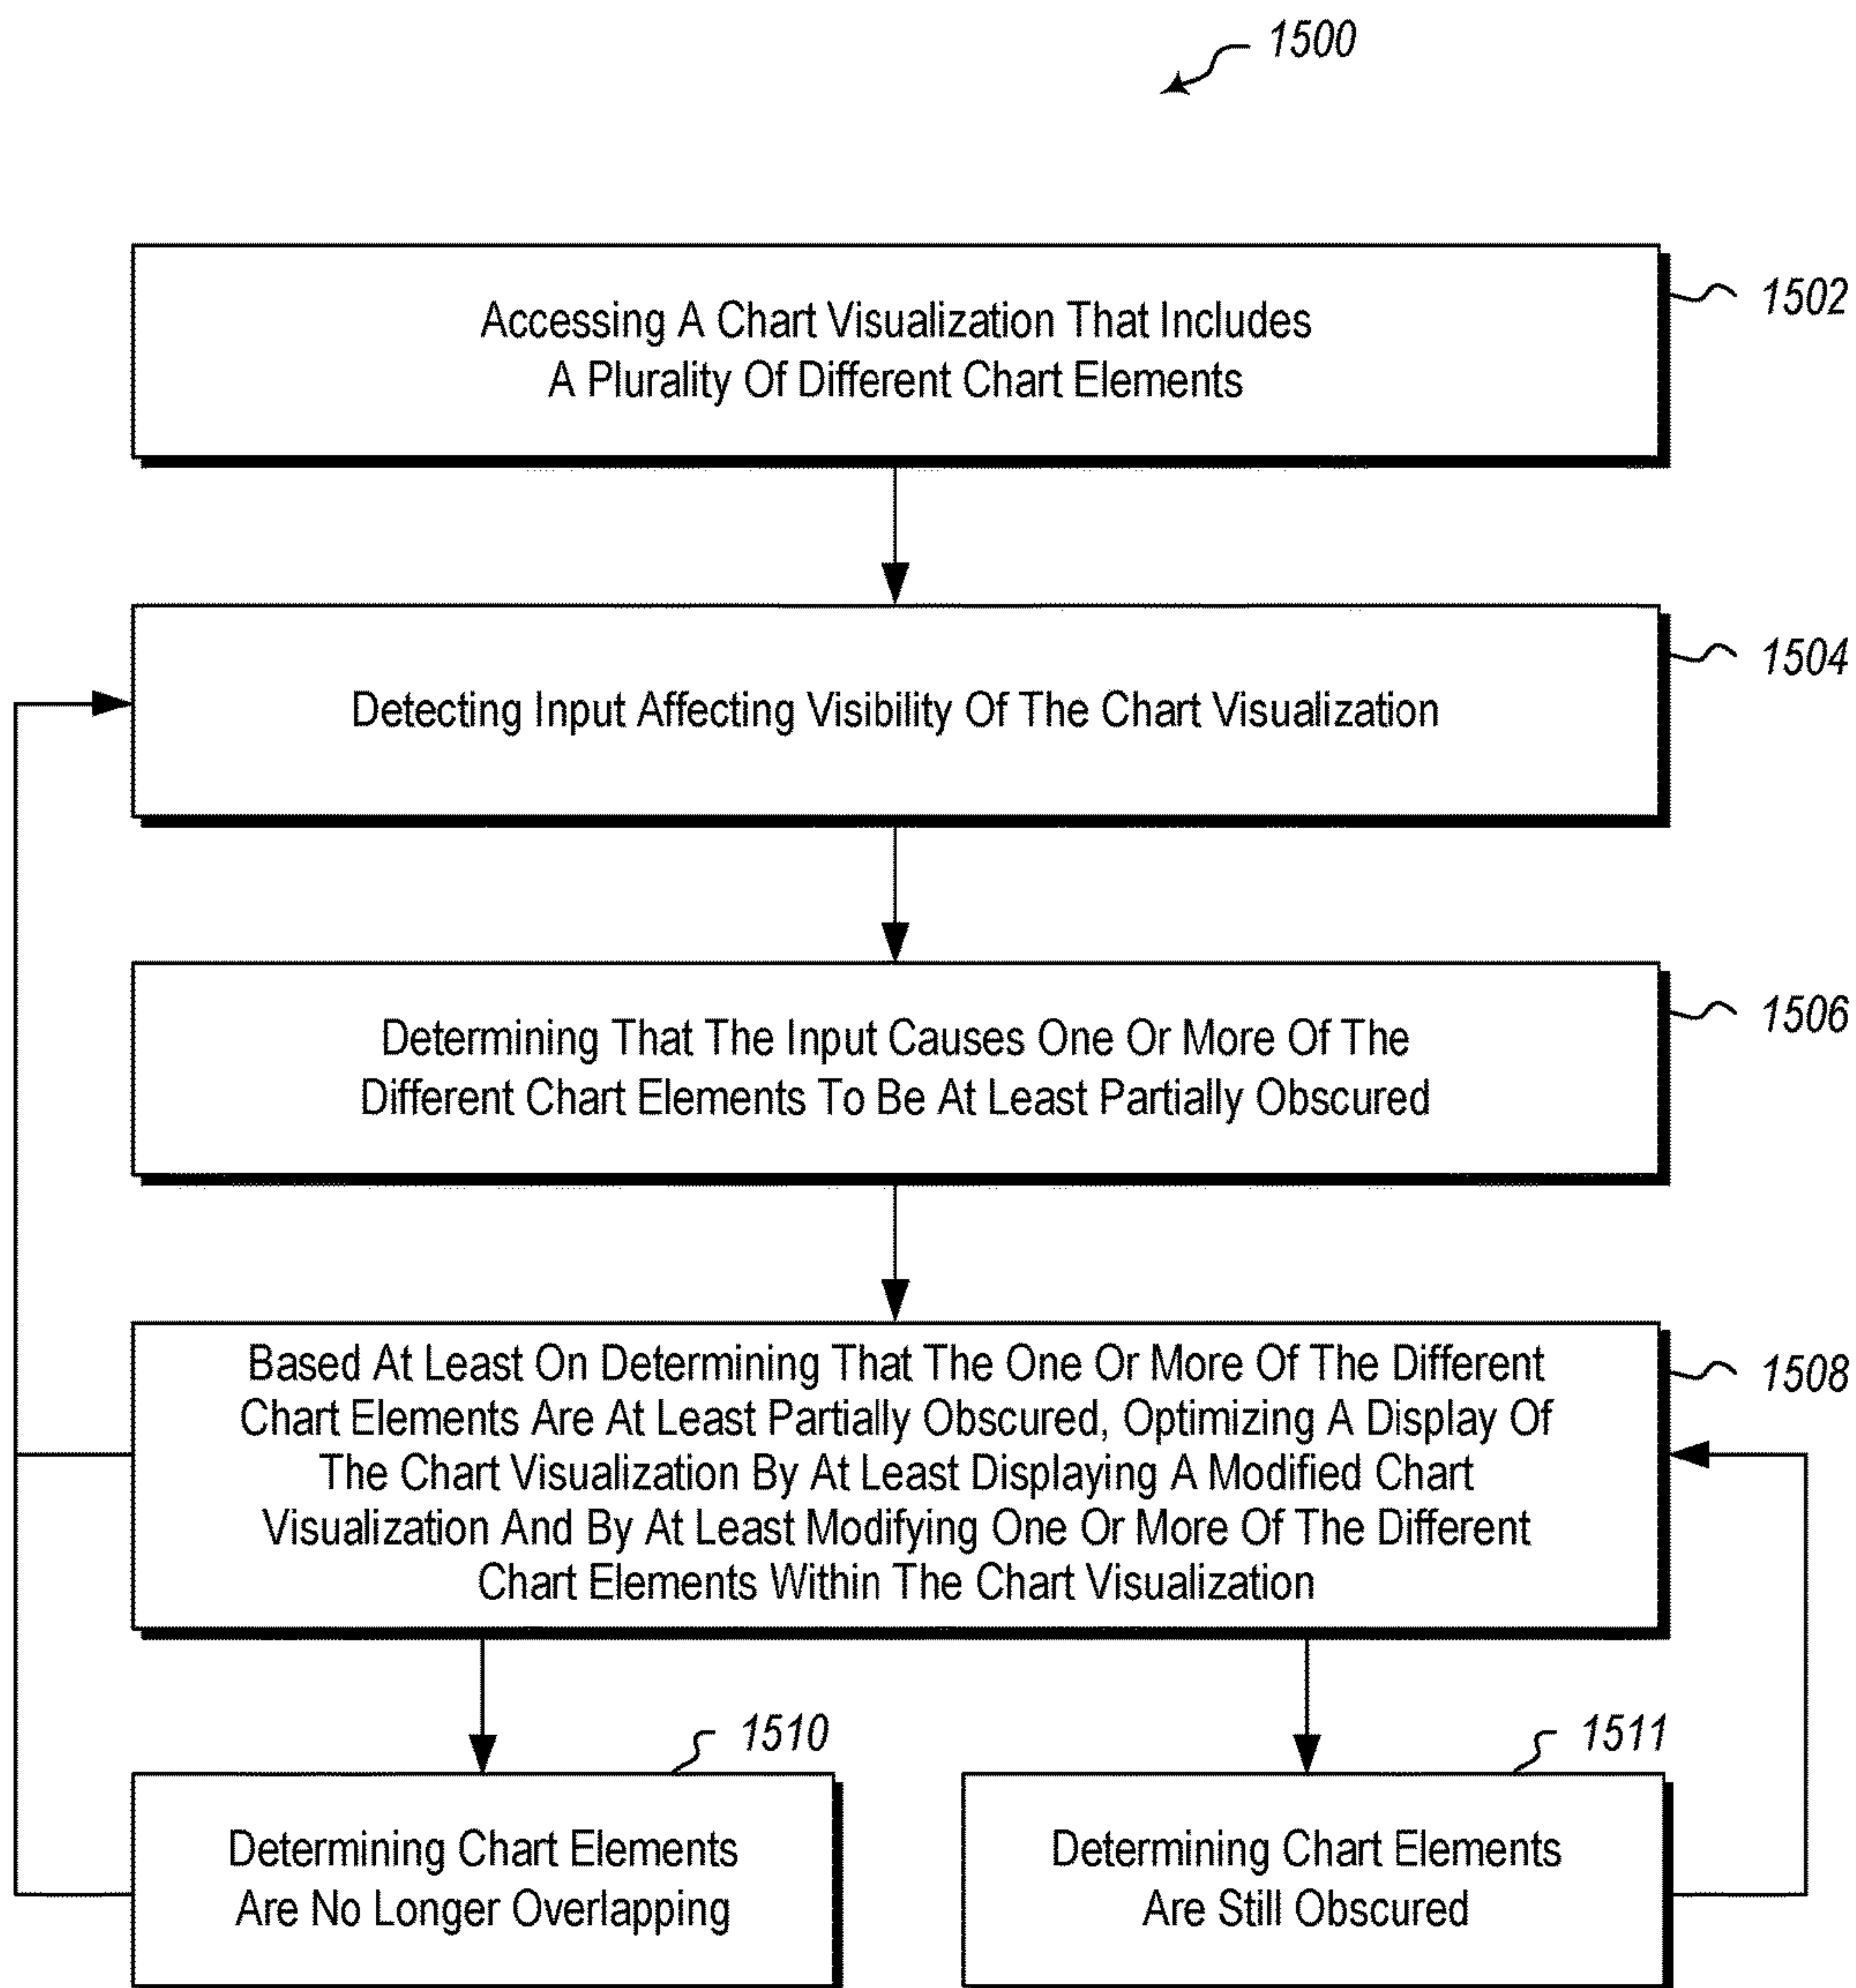 1500
Accessing A Chart Visualization That Includes
A Plurality Of Different Chart Elements
1502
Detecting Input Affecting Visibility Of The Chart Visualization
1504
Determining That The Input Causes One Or More Of The
Different Chart Elements To Be At Least Partially Obscured
1506
Based At Least On Determining That The One Or More Of The Different
Chart Elements Are At Least Partially Obscured, Optimizing A Display Of
The Chart Visualization By At Least Displaying A Modified Chart
Visualization And By At Least Modifying One Or More Of The Different
Chart Elements Within The Chart Visualization
1508
1510
Determining Chart Elements
Are No Longer Overlapping
1511
Determining Chart Elements
Are Still Obscured